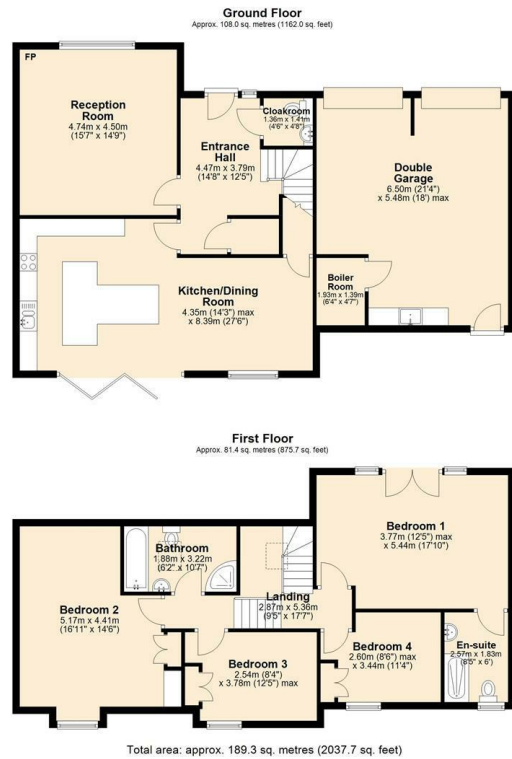 Ground Floor
Approx. 108.0 sq. metres (1162.0 sq. feet)
FP
Reception
Room
4.74m x 4.50m
(15'7" x 14'9")
Cloakroom
1.36m x 1.41m
(4'6" x 4'8")
Entrance
Hall
4.47m x 3.79m
(14'8" x 12'5")
Double
Garage
6.50m (21'4")
x 5.48m (18') max
Boiler
Room
1.93m x 1.39m
(6'4" x 4'7")
Kitchen/Dining
Room
4.35m (14'3") max
x 8.39m (27'6")
First Floor
Approx. 81.4 sq. metres (875.7 sq. feet)
Bedroom 1
3.77m (12'5") max
x 5.44m (17'10")
Bathroom
1.88m x 3.22m
(6'2" x 10'7")
Landing
2.87m x 5.36m
(9'5" x 17'7")
Bedroom 2
5.17m x 4.41m
(16'11" x 14'6")
Bedroom 3
2.54m (8'4")
x 3.78m (12'5") max
Bedroom 4
2.60m (8'6") max
x 3.44m (11'4")
En-suite
2.57m x 1.83m
(8'5" x 6')
Total area: approx. 189.3 sq. metres (2037.7 sq. feet)